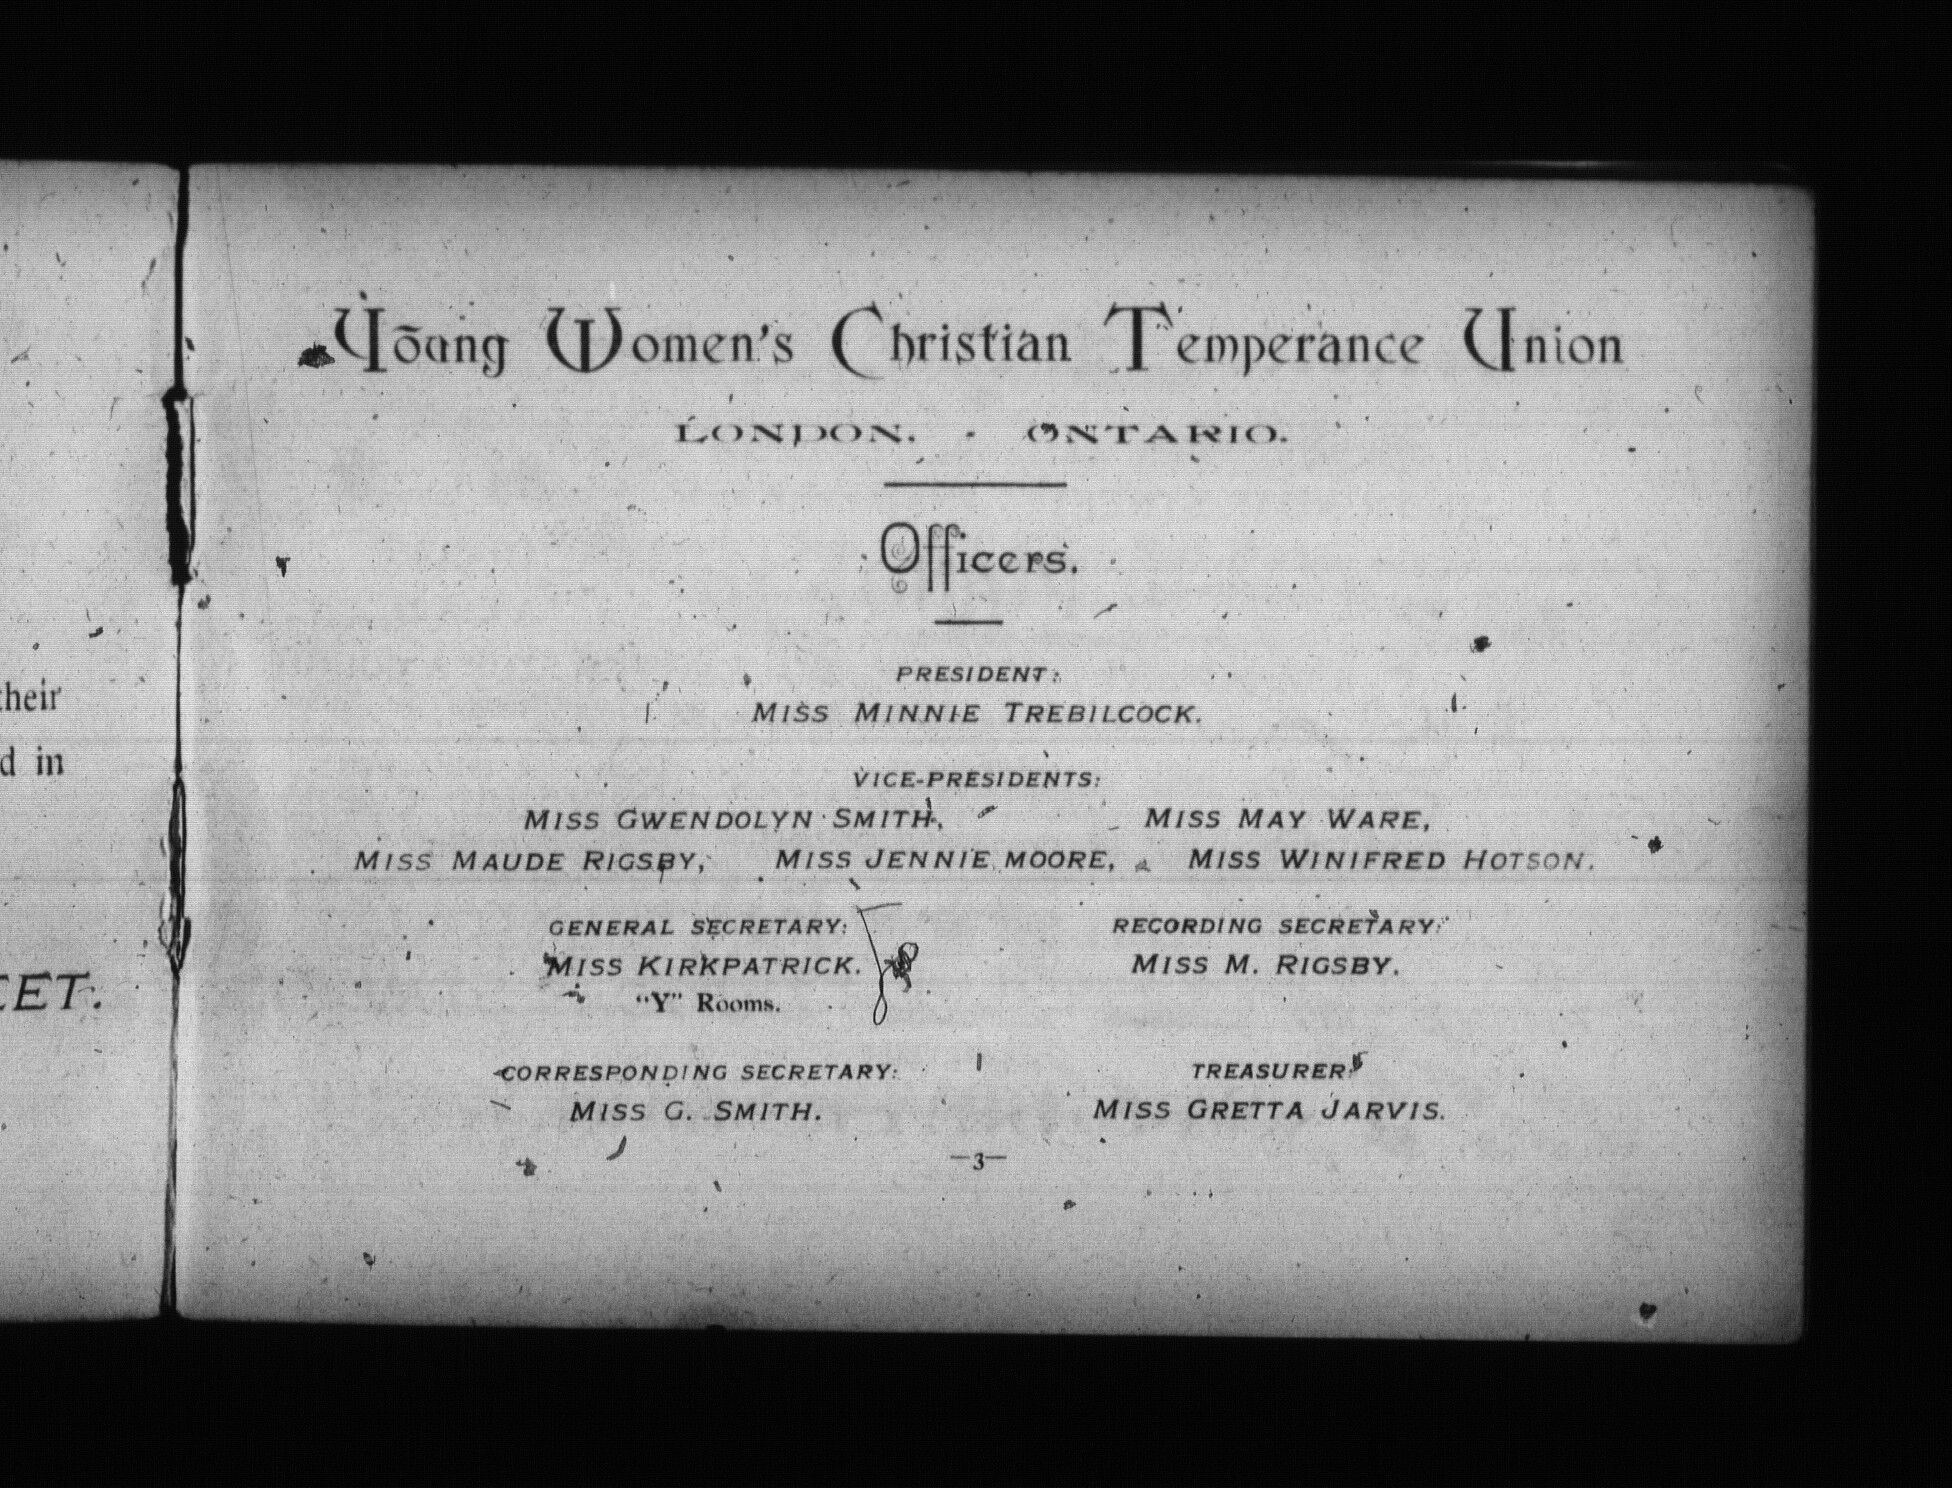 their
d in
EET.
Young Women's Christian Temperance Union
LONDON. - ONTARIO.
Officers.
PRESIDENT:
MISS MINNIE TREBILCOCK.
VICE-PRESIDENTS:
MISS GWENDOLYN SMITH, MISS MAY WARE,
MISS MAUDE RIGSBY, MISS JENNIE MOORE, MISS WINIFRED HOTSON.
GENERAL SECRETARY: RECORDING SECRETARY:
MISS KIRKPATRICK. MISS M. RIGSBY.
"Y" Rooms.
CORRESPONDING SECRETARY: TREASURER:
MISS G. SMITH. MISS GRETTA JARVIS.
—3—